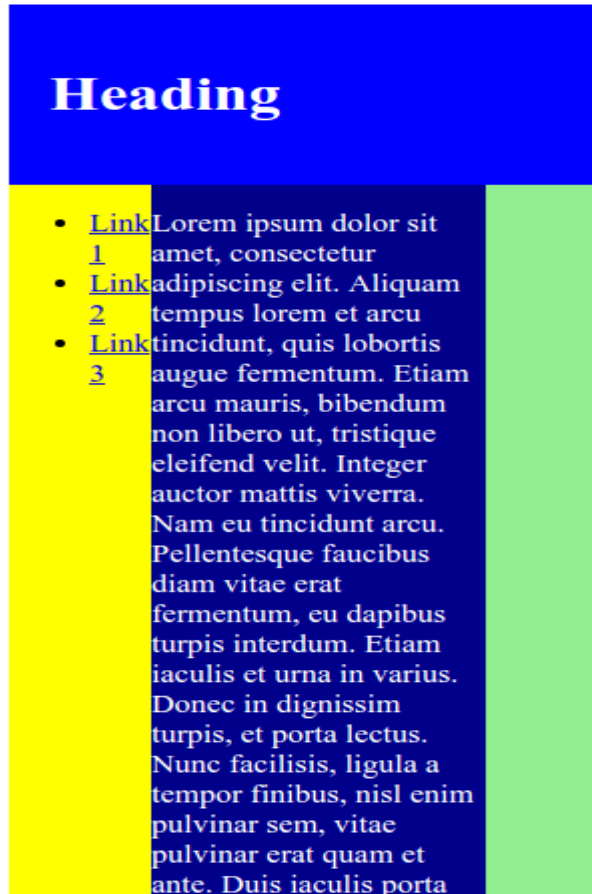 Heading
Link
1
Link
2
Link
3
Lorem ipsum dolor sit
amet, consectetur
adipiscing elit. Aliquam
tempus lorem et arcu
tincidunt, quis lobortis
augue fermentum. Etiam
arcu mauris, bibendum
non libero ut, tristique
eleifend velit. Integer
auctor mattis viverra.
Nam eu tincidunt arcu.
Pellentesque faucibus
diam vitae erat
fermentum, eu dapibus
turpis interdum. Etiam
iaculis et urna in varius.
Donec in dignissim
turpis, et porta lectus.
Nunc facilisis, ligula a
tempor finibus, nisl enim
pulvinar sem, vitae
pulvinar erat quam et
ante. Duis iaculis porta